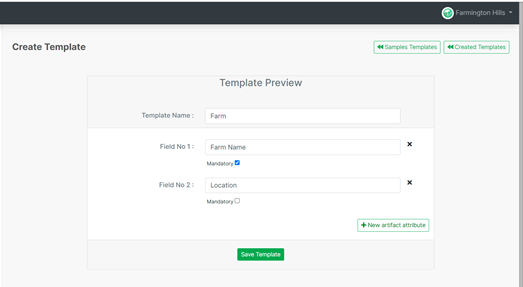 Farmington Hills
Create Template
Samples Templates
Created Templates
Template Preview
Template Name : Farm
Field No 1 : Farm Name
Mandatory
Field No 2 : Location
Mandatory
New artifact attribute
Save Template